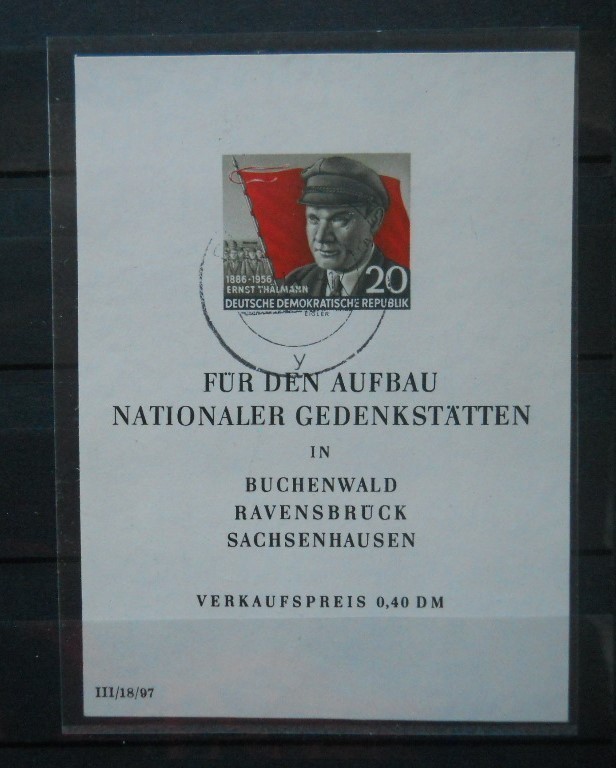 1886-1956
ERNST THÄLMANN
20
DEUTSCHE DEMOKRATISCHE REPUBLIK
EIGLER
y
FÜR DEN AUFBAU
NATIONALER GEDENKSTÄTTEN
IN
BUCHENWALD
RAVENSBRÜCK
SACHSENHAUSEN
VERKAUFSPREIS 0,40 DM
III/18/97